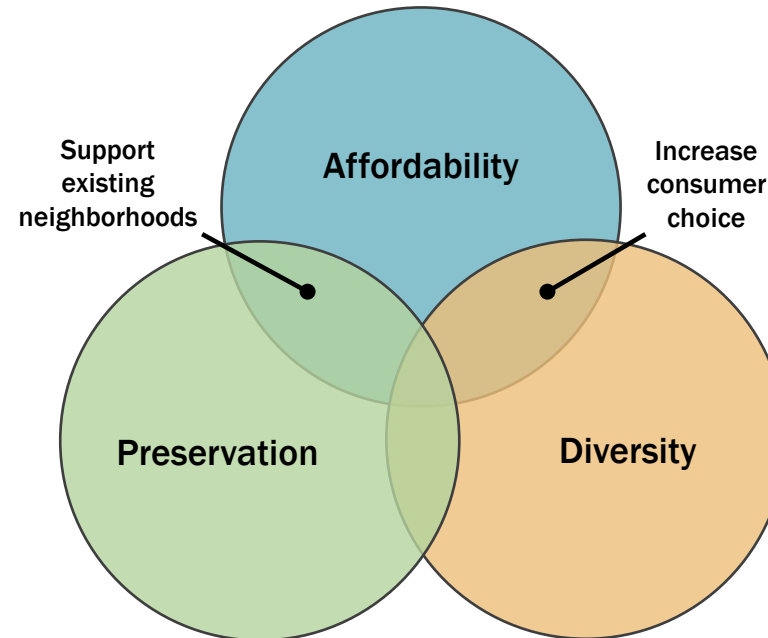 Support
existing
neighborhoods
Affordability
Increase
consumer
choice
Preservation
Diversity